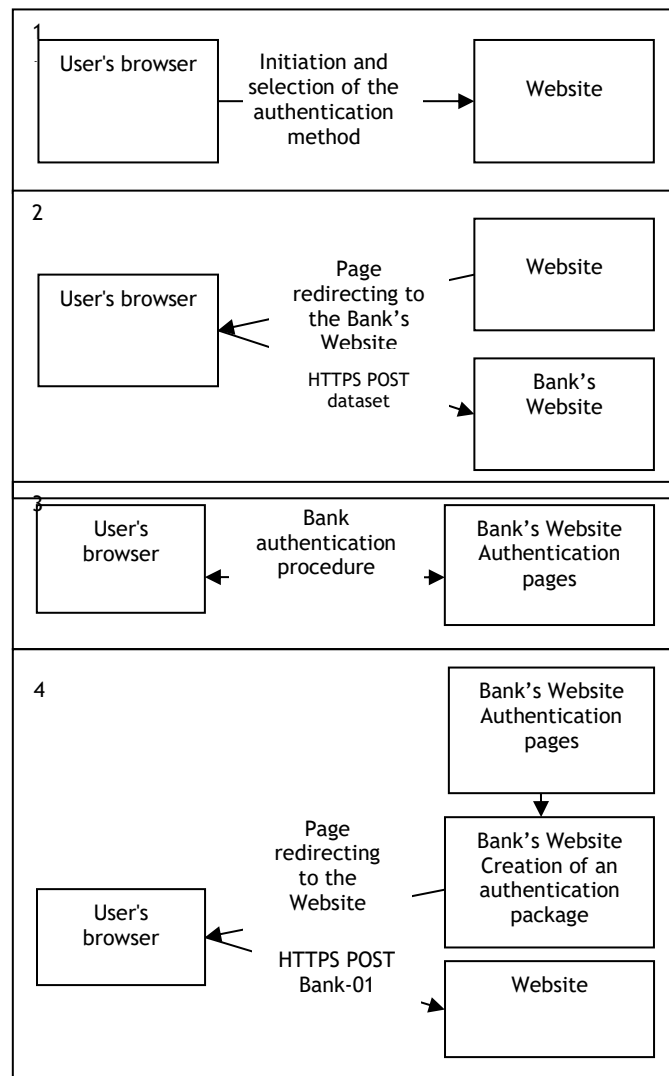 1
User's browser
Initiation and
selection of the
authentication
method
Website
2
User's browser
Page
redirecting to
the Bank’s
Website
HTTPS POST
dataset
Website
Bank’s
Website
3
User's
browser
Bank
authentication
procedure
Bank’s Website
Authentication
pages
4
Bank’s Website
Authentication
pages
Page
redirecting
to the
Website
Bank’s Website
Creation of an
authentication
package
User's
browser
HTTPS POST
Bank-01
Website